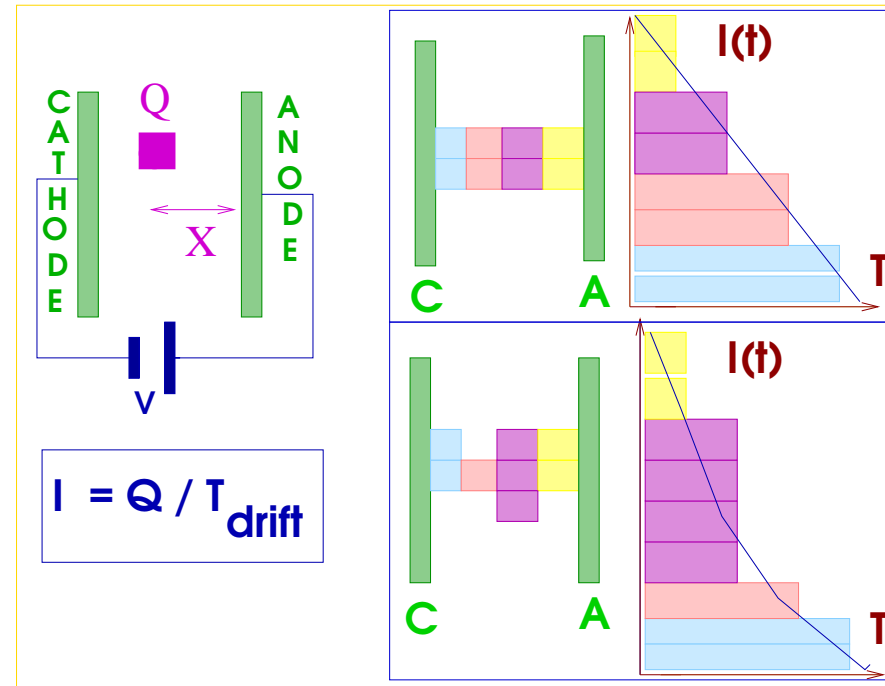 CATHODE
Q
X
ANODE
V
I = Q / Tdrift
I(t)
T
C
A
I(t)
T
C
A